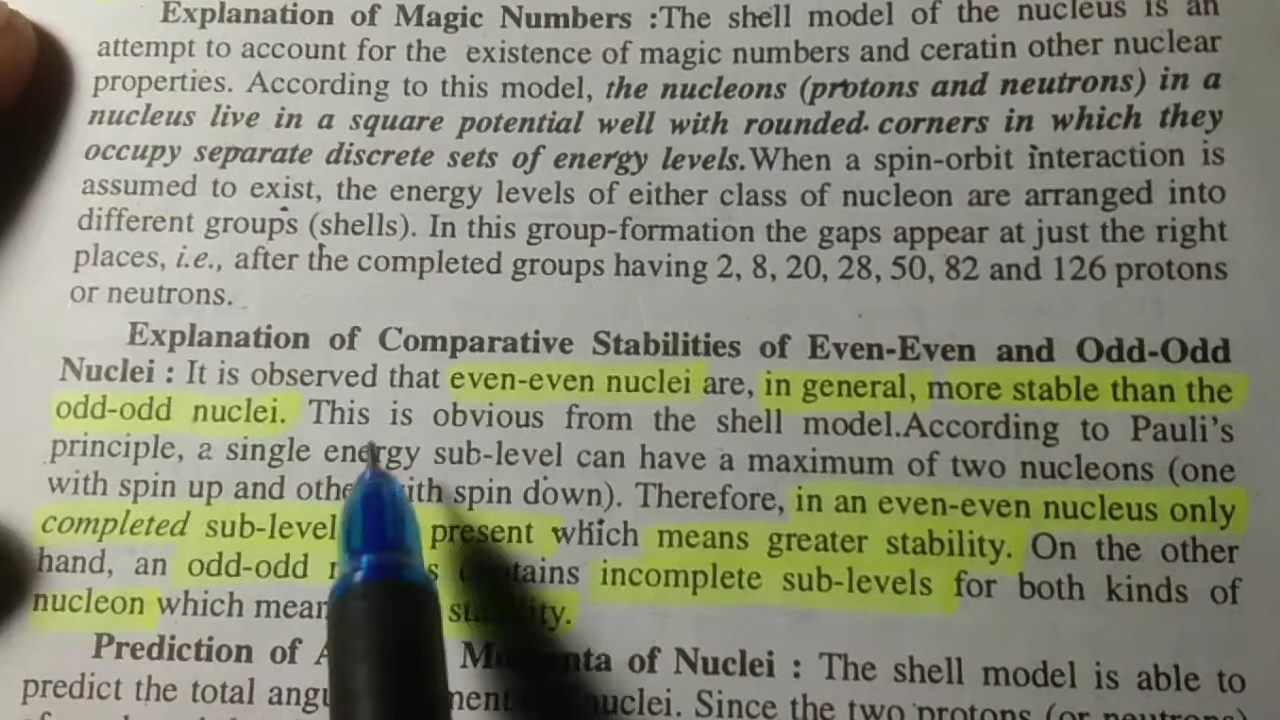 Explanation of Magic Numbers :The shell model of the nucleus is an
attempt to account for the existence of magic numbers and ceratin other nuclear
properties. According to this model, the nucleons (protons and neutrons) in a
nucleus live in a square potential well with rounded. corners in which they
occupy separate discrete sets of energy levels.When a spin-orbit interaction is
assumed to exist, the energy levels of either class of nucleon are arranged into
different groups (shells). In this group-formation the gaps appear at just the right
places, i.e., after the completed groups having 2, 8, 20, 28, 50, 82 and 126 protons
or neutrons.
Explanation of Comparative Stabilities of Even-Even and Odd-Odd
Nuclei : It is observed that even-even nuclei are, in general, more stable than the
odd-odd nuclei. This is obvious from the shell model.According to Pauli's
principle, a single energy sub-level can have a maximum of two nucleons (one
with spin up and other with spin down). Therefore, in an even-even nucleus only
completed sub-level present which means greater stability. On the other
hand, an odd-odd contains incomplete sub-levels for both kinds of
nucleon which mean stability.
Prediction of Momenta of Nuclei : The shell model is able to
predict the total nuclei. Since the two protons (or neutrons)